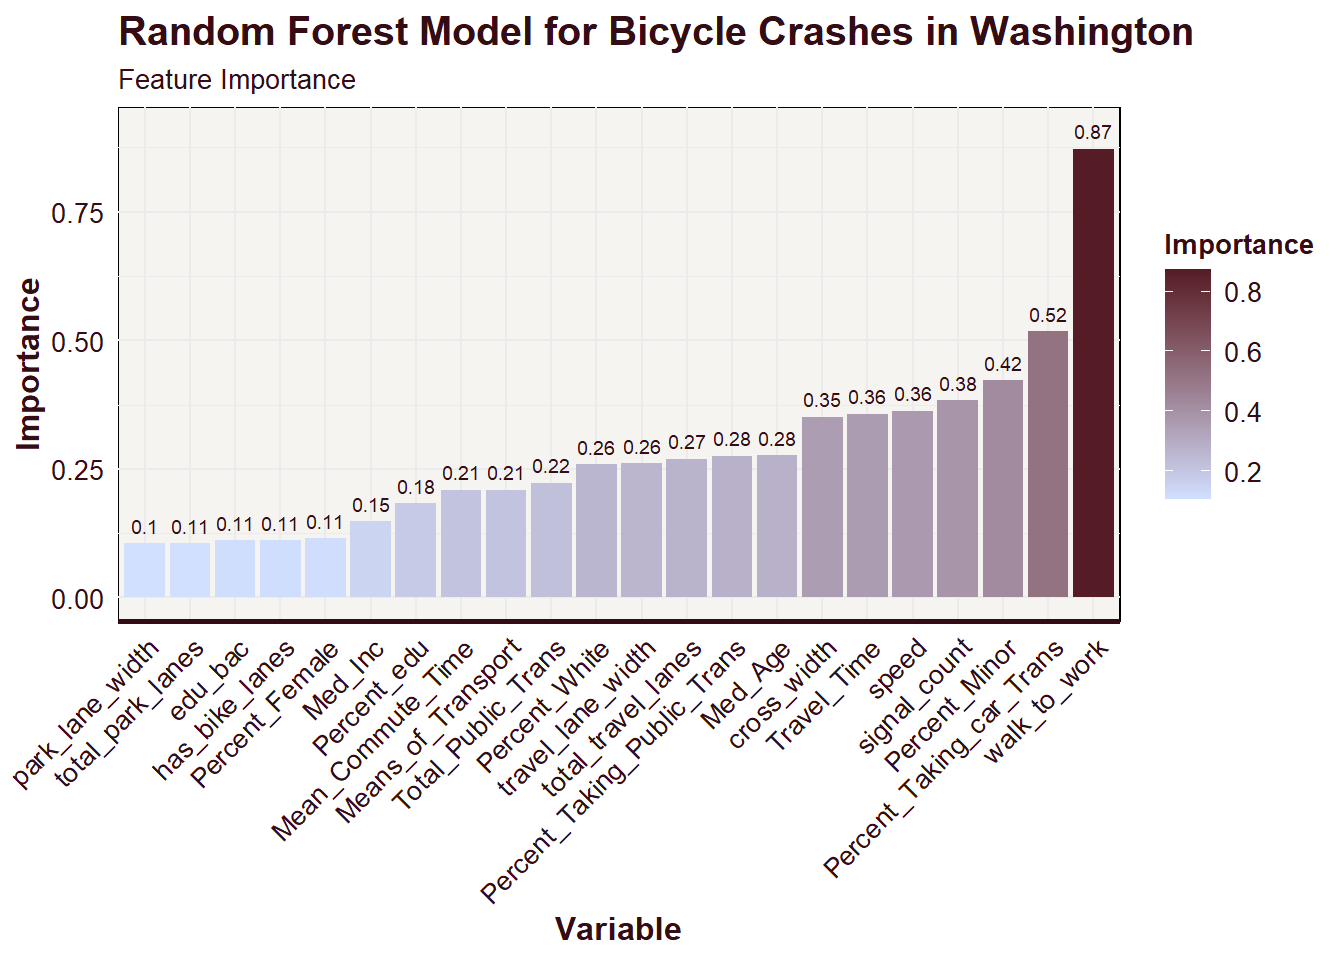 Random Forest Model for Bicycle Crashes in Washington
Feature Importance
Importance
0.75
0.50
0.25
0.00
0.1
0.11
0.11
0.11
0.11
0.15
0.18
0.21
0.21
0.22
0.26
0.26
0.27
0.28
0.28
0.35
0.36
0.36
0.38
0.42
0.52
0.87
park_lane_width
total_park_lanes
edu_bac
has_bike_lanes
Percent_Female
Med_Inc
Percent_edu
Mean_Commute_Time
Means_of_Transport
Total_Public_Trans
Percent_White
travel_lane_width
total_travel_lanes
Percent_Taking_Public_Trans
Med_Age
cross_width
Travel_Time
speed
signal_count
Percent_Minor
Percent_Taking_car_Trans
walk_to_work
Variable
Importance
0.8
0.6
0.4
0.2